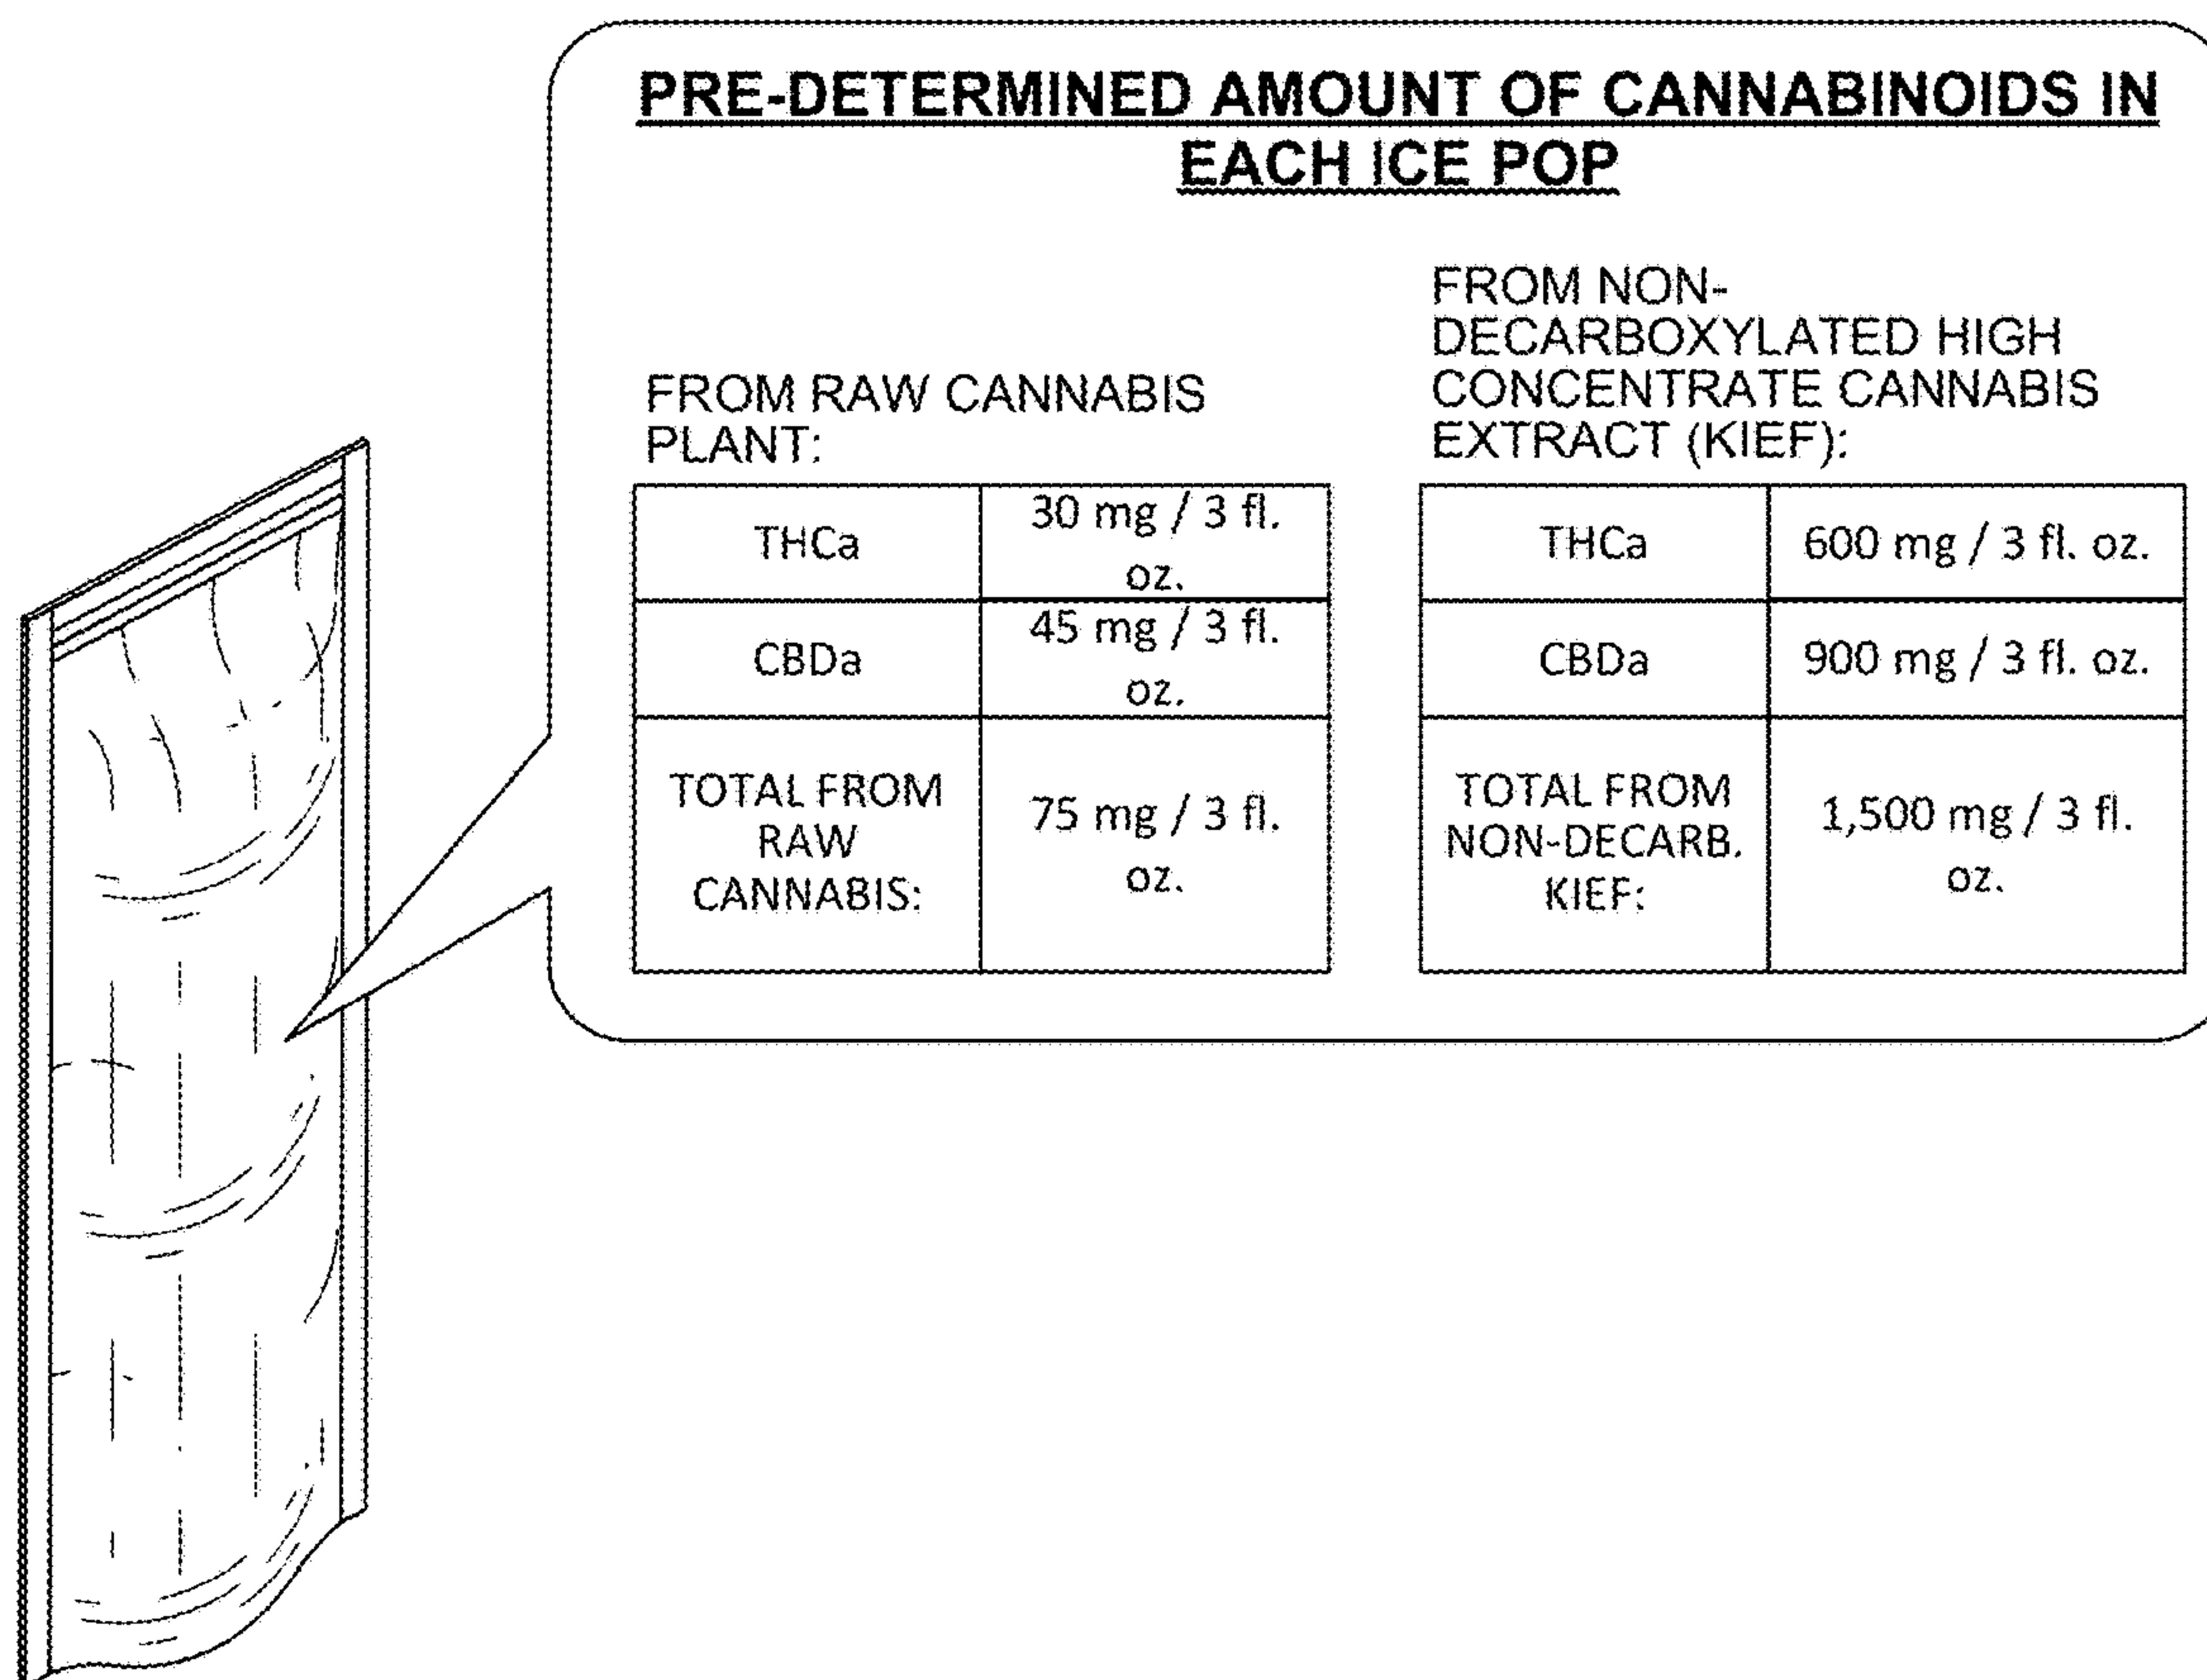 PRE-DETERMINED AMOUNT OF CANNABINOIDS IN
EACH ICE POP
FROM RAW CANNABIS
PLANT:
THCa
30 mg / 3 fl.
oz.
CBDa
45 mg / 3 fl.
oz.
TOTAL FROM
RAW
CANNABIS:
75 mg / 3 fl.
oz.
FROM NON-
DECARBOXYLATED HIGH
CONCENTRATE CANNABIS
EXTRACT (KIEF):
THCa
600 mg / 3 fl. oz.
CBDa
900 mg / 3 fl. oz.
TOTAL FROM
NON-DECARB.
KIEF:
1,500 mg / 3 fl.
oz.